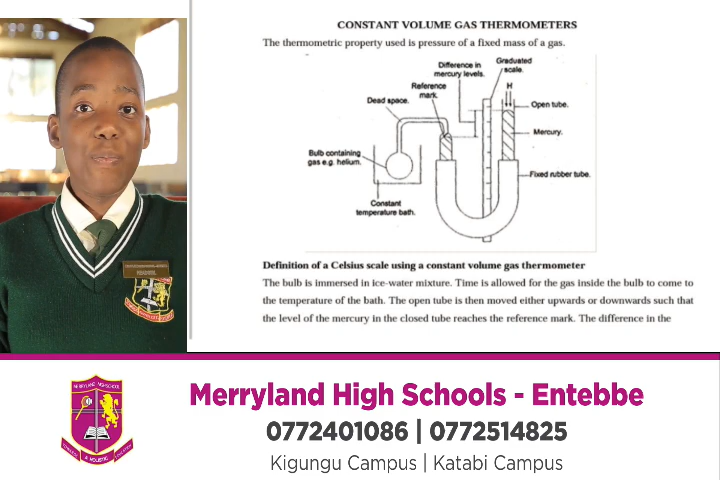 CONSTANT VOLUME GAS THERMOMETERS
The thermometric property used is pressure of a fixed mass of a gas.
Difference in
mercury levels.
Graduated
scale.
Reference
mark.
H
Dead space.
Open tube.
Mercury.
Bulb containing
gas e.g. helium.
Fixed rubber tube.
Constant
temperature bath.
Definition of a Celsius scale using a constant volume gas thermometer
The bulb is immersed in ice-water mixture. Time is allowed for the gas inside the bulb to come to
the temperature of the bath. The open tube is then moved either upwards or downwards such that
the level of the mercury in the closed tube reaches the reference mark. The difference in the
MERRYLAND HIGH SCHOOL
Merryland High Schools - Entebbe
0772401086 | 0772514825
Kigungu Campus | Katabi Campus